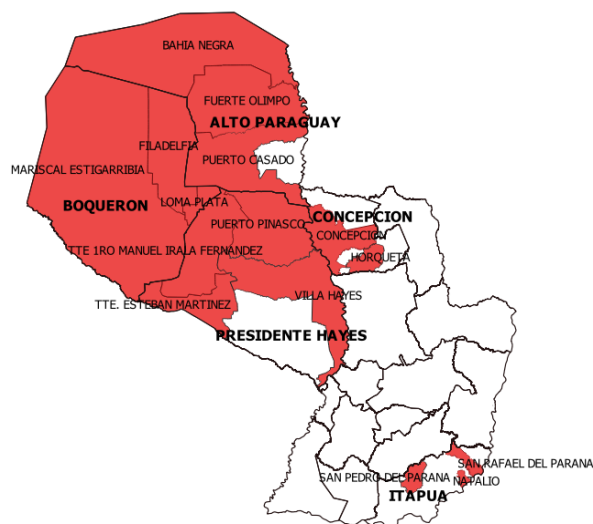 BAHIA NEGRA
FUERTE OLIMPO
ALTO PARAGUAY
FILADELFIA
PUERTO CASADO
MARISCAL ESTIGARRIBIA
LOMA PLATA
BOQUERON
PUERTO PINASCO
CONCEPCION
CONCEPCION
TTE 1RO MANUEL IRALA FERNANDEZ
HORQUETA
TTE. ESTEBAN MARTINEZ
VILLA HAYES
PRESIDENTE HAYES
SAN RAFAEL DEL PARANA
SAN PEDRO DEL PARANA
NATALIO
ITAPUA